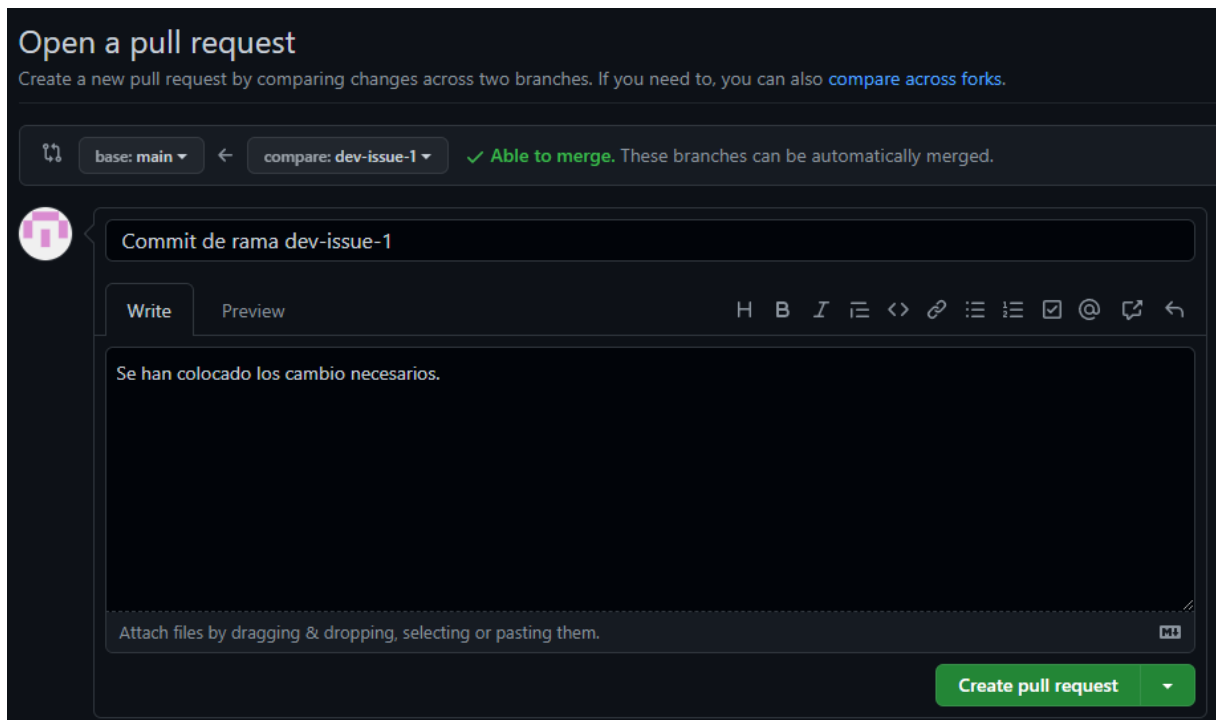 Open a pull request
Create a new pull request by comparing changes across two branches. If you need to, you can also compare across forks.
base: main compare: dev-issue-1 Able to merge. These branches can be automatically merged.
Commit de rama dev-issue-1
Write Preview
Se han colocado los cambio necesarios.
Attach files by dragging & dropping, selecting or pasting them.
Create pull request